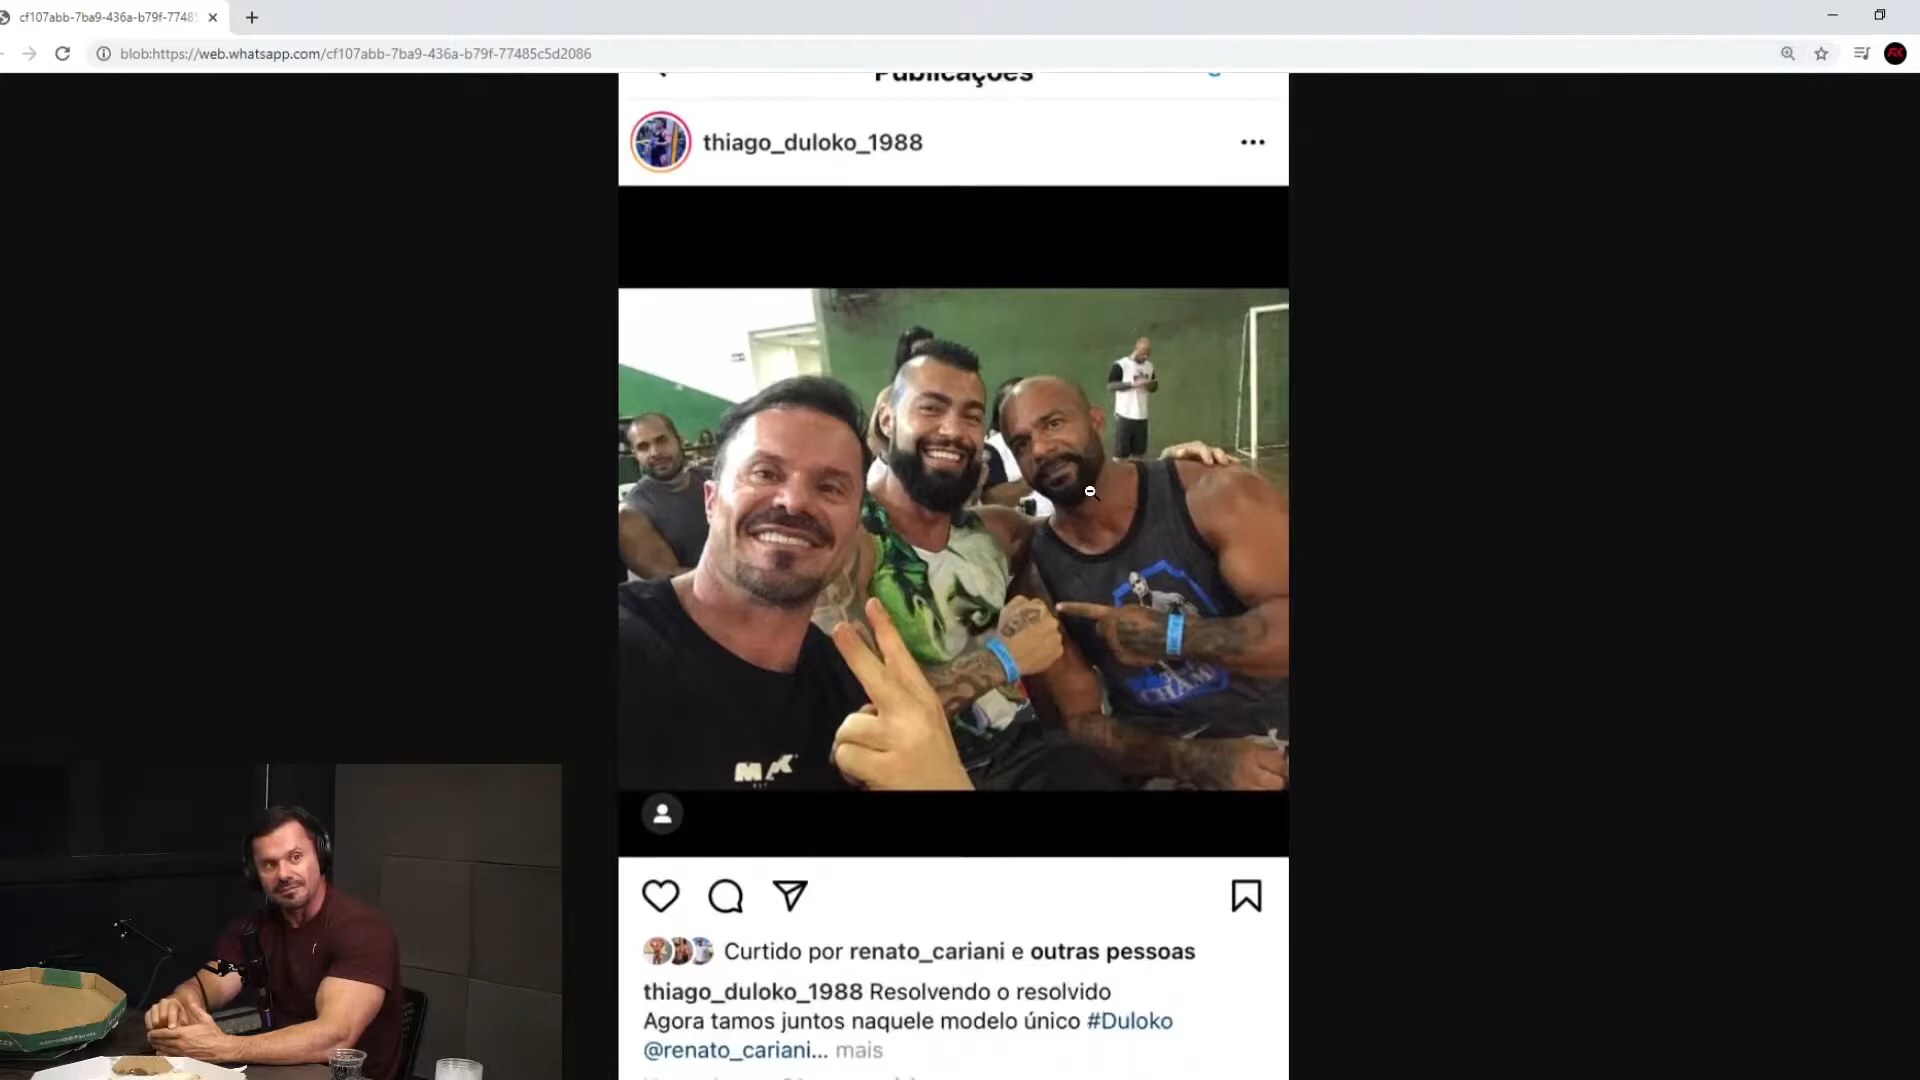 cf107abb-7ba9-436a-b79f-7748
blob:https://web.whatsapp.com/cf107abb-7ba9-436a-b79f-77485c5d2086
Publicações
thiago_duloko_1988
Curtido por renato_cariani e outras pessoas
thiago_duloko_1988 Resolvendo o resolvido
Agora tamos juntos naquele modelo único #Duloko
@renato_cariani... mais